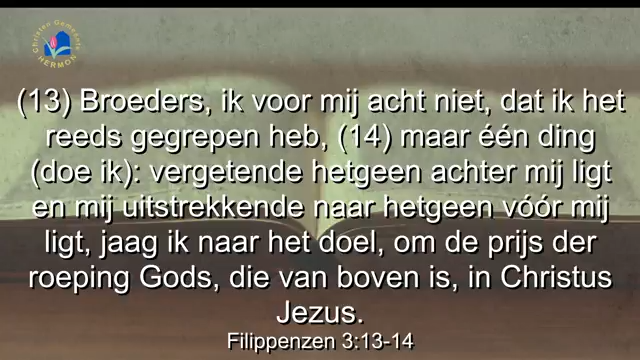 Christen Gemeente
HERMON
(13) Broeders, ik voor mij acht niet, dat ik het
reeds gegrepen heb, (14) maar één ding
(doe ik): vergetende hetgeen achter mij ligt
en mij uitstrekkende naar hetgeen vóór mij
ligt, jaag ik naar het doel, om de prijs der
roeping Gods, die van boven is, in Christus
Jezus.
Filippenzen 3:13-14